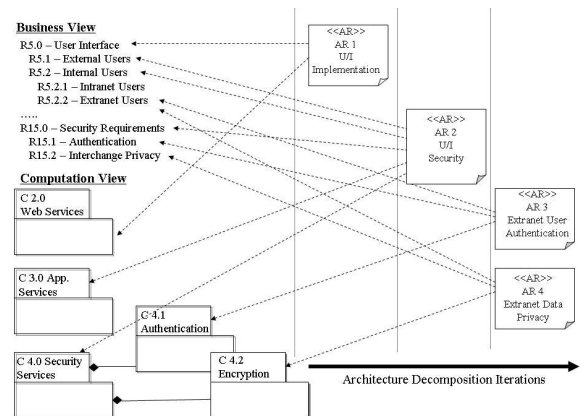 Business View
R5.0 – User Interface
R5.1 – External Users
R5.2 – Internal Users
R5.2.1 – Intranet Users
R5.2.2 – Extranet Users
.....
R15.0 – Security Requirements
R15.1 – Authentication
R15.2 – Interchange Privacy
Computation View
C 2.0
Web Services
C 3.0 App.
Services
C 4.0 Security
Services
C 4.1
Authentication
C 4.2
Encryption
<<AR>>
AR 1
U/I
Implementation
<<AR>>
AR 2
U/I
Security
<<AR>>
AR 3
Extranet User
Authentication
<<AR>>
AR 4
Extranet Data
Privacy
Architecture Decomposition Iterations